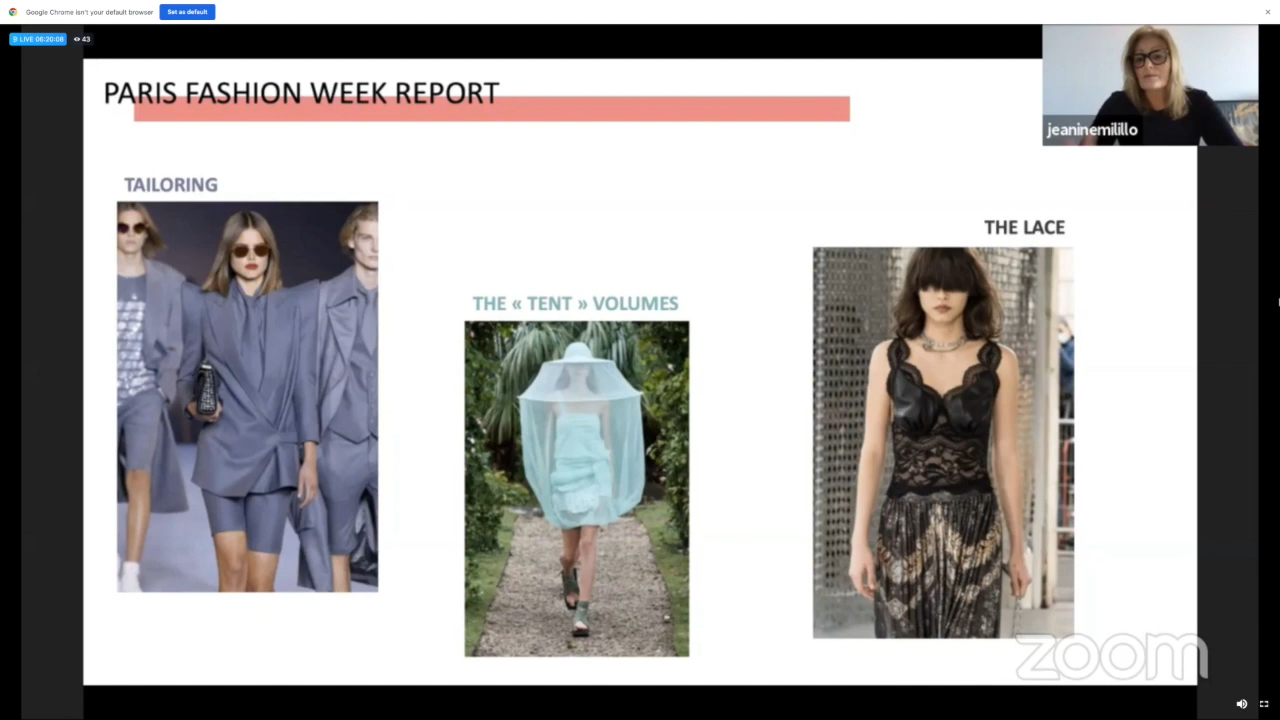 Google Chrome isn't your default browser
Set as default
LIVE 06:20:08
43
PARIS FASHION WEEK REPORT
jeaninemilillo
TAILORING
THE LACE
THE « TENT » VOLUMES
zoom